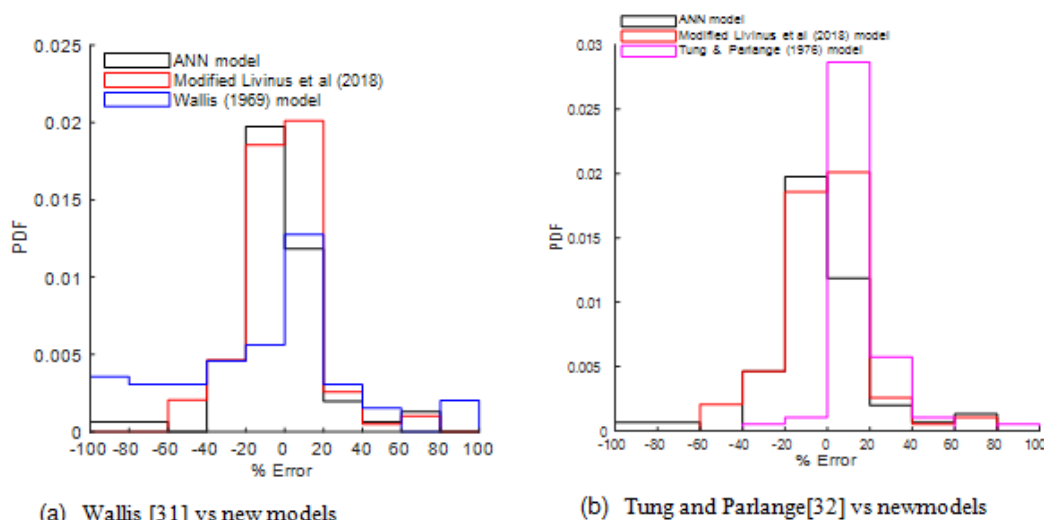 ANN model
Modified Livinus et al (2018)
Wallis (1969) model
0.025
0.02
0.015
0.01
0.005
0
PDF
-100 -80 -60 -40 -20 0 20 40 60 80 100
% Error
(a) Wallis [31] vs new models
ANN model
Modified Livinus et al (2018) model
Tung & Parlange (1976) model
0.03
0.025
0.02
0.015
0.01
0.005
0
PDF
-100 -80 -60 -40 -20 0 20 40 60 80 100
% Error
(b) Tung and Parlange[32] vs newmodels